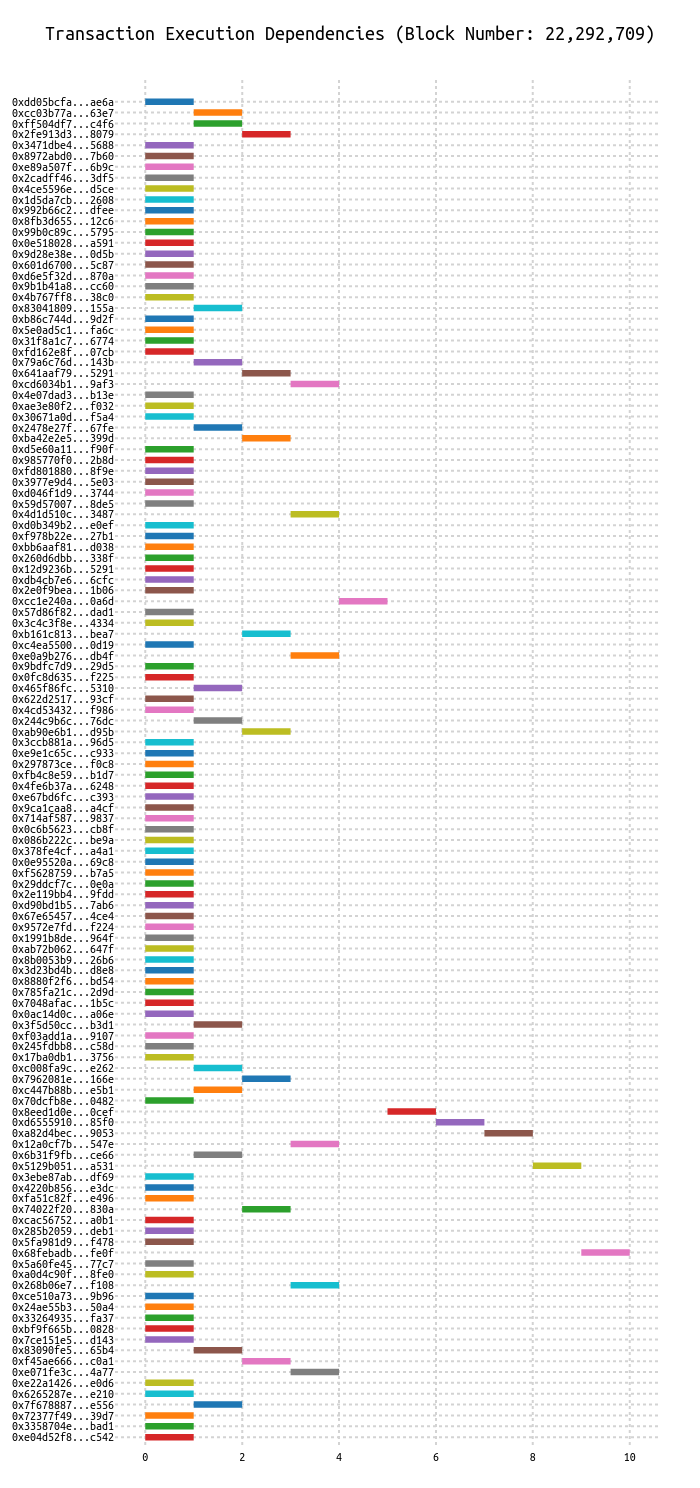 Transaction Execution Dependencies (Block Number: 22,292,709)
0xdd05bcfa...ae6a
0xcc03b77a...63e7
0xff504df7...c4f6
0x2fe913d3...8079
0x3471dbe4...5688
0x8972abd0...7b60
0xe89a507f...6b9c
0x2cadff46...3df5
0x4ce5596e...d5ce
0x1d5da7cb...2608
0x992b66c2...dfee
0x8fb3d655...12c6
0x99b0c89c...5795
0x0e518028...a591
0x9d28e38e...0d5b
0x601d6700...5c87
0xd6e5f32d...870a
0x9b1b41a8...cc60
0x4b767ff8...38c0
0x83041809...155a
0xb86c744d...9d2f
0x5e0ad5c1...fa6c
0x31f8a1c7...6774
0xfd162e8f...07cb
0x79a6c76d...143b
0x641aaf79...5291
0xcd6034b1...9af3
0x4e07dad3...b13e
0xae3e80f2...f032
0x30671a0d...f5a4
0x2478e27f...67fe
0xba42e2e5...399d
0xd5e60a11...f90f
0x985770f0...2b8d
0xfd801880...8f9e
0x3977e9d4...5e03
0xd046f1d9...3744
0x59d57007...8de5
0x4d1d510c...3487
0xd0b349b2...e0ef
0xf978b22e...27b1
0xbb6aaf81...d038
0x260d6dbb...338f
0x12d9236b...5291
0xdb4cb7e6...6cfc
0x2e0f9bea...1b06
0xcc1e240a...0a6d
0x57d86f82...dad1
0x3c4c3f8e...4334
0xb161c813...bea7
0xc4ea5500...0d19
0xe0a9b276...db4f
0x9bdfc7d9...29d5
0x0fc8d635...f225
0x465f86fc...5310
0x622d2517...93cf
0x4cd53432...f986
0x244c9b6c...76dc
0xab90e6b1...d95b
0x3ccb881a...96d5
0xe9e1c65c...c933
0x297873ce...f0c8
0xfb4c8e59...b1d7
0x4fe6b37a...6248
0xe67bd6fc...c393
0x9ca1caa8...a4cf
0x714af587...9837
0x0c6b5623...cb8f
0x086b222c...be9a
0x378fe4cf...a4a1
0x0e95520a...69c8
0xf5628759...b7a5
0x29ddcf7c...0e0a
0x2e119bb4...9fdd
0xd90bd1b5...7ab6
0x67e65457...4ce4
0x9572e7fd...f224
0x1991b8de...964f
0xab72b062...647f
0x8b0053b9...26b6
0x3d23bd4b...d8e8
0x8880f2f6...bd54
0x785fa21c...2d9d
0x7048afac...1b5c
0x0ac14d0c...a06e
0x3f5d50cc...b3d1
0xf03add1a...9107
0x245fdbb8...c58d
0x17ba0db1...3756
0xc008fa9c...e262
0x7962081e...166e
0xc447b88b...e5b1
0x70dcfb8e...0482
0x8eed1d0e...0cef
0xd6555910...85f0
0xa82d4bec...9053
0x12a0cf7b...547e
0x6b31f9fb...ce66
0x5129b051...a531
0x3ebe87ab...df69
0x4220b856...e3dc
0xfa51c82f...e496
0x74022f20...830a
0xcac56752...a0b1
0x285b2059...deb1
0x5fa981d9...f478
0x68febadb...fe0f
0x5a60fe45...77c7
0xa0d4c90f...8fe0
0x268b06e7...f108
0xce510a73...9b96
0x24ae55b3...50a4
0x33264935...fa37
0xbf9f665b...0828
0x7ce151e5...d143
0x83090fe5...65b4
0xf45ae666...c0a1
0xe071fe3c...4a77
0xe22a1426...e0d6
0x6265287e...e210
0x7f678887...e556
0x72377f49...39d7
0x3358704e...bad1
0xe04d52f8...c542
0 2 4 6 8 10